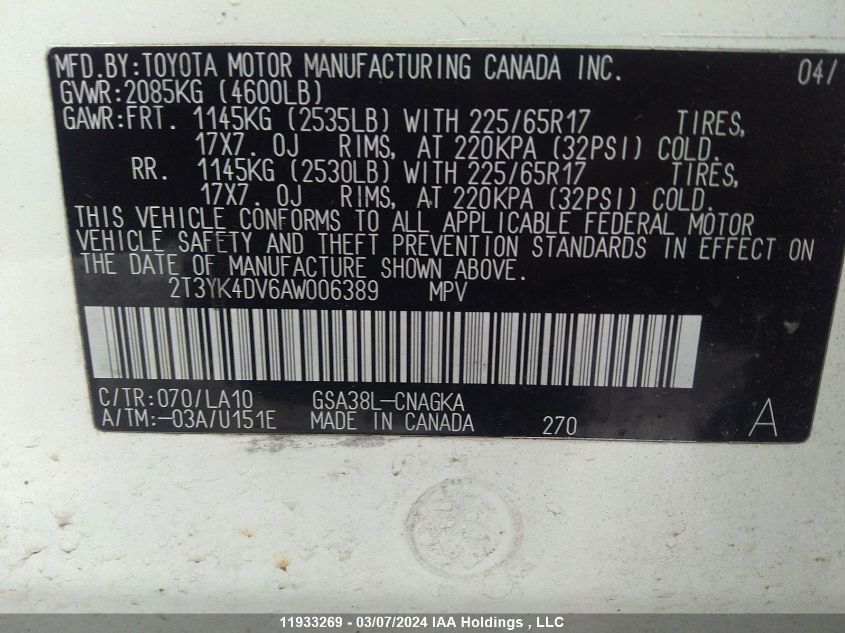 MFD.BY:TOYOTA MOTOR MANUFACTURING CANADA INC. 04/
GVWR:2085KG (4600LB)
GAWR:FRT. 1145KG (2535LB) WITH 225/65R17 TIRES,
17X7. 0J RIMS, AT 220KPA (32PSI) COLD.
RR. 1145KG (2530LB) WITH 225/65R17 TIRES,
17X7. 0J RIMS, AT 220KPA (32PSI) COLD.
THIS VEHICLE CONFORMS TO ALL APPLICABLE FEDERAL MOTOR
VEHICLE SAFETY AND THEFT PREVENTION STANDARDS IN EFFECT ON
THE DATE OF MANUFACTURE SHOWN ABOVE.
2T3YK4DV6AW006389 MPV
C/TR:070/LA10 GSA38L-CNAGKA
A/TM:-03A/U151E MADE IN CANADA 270 A
11933269 - 03/07/2024 IAA Holdings , LLC